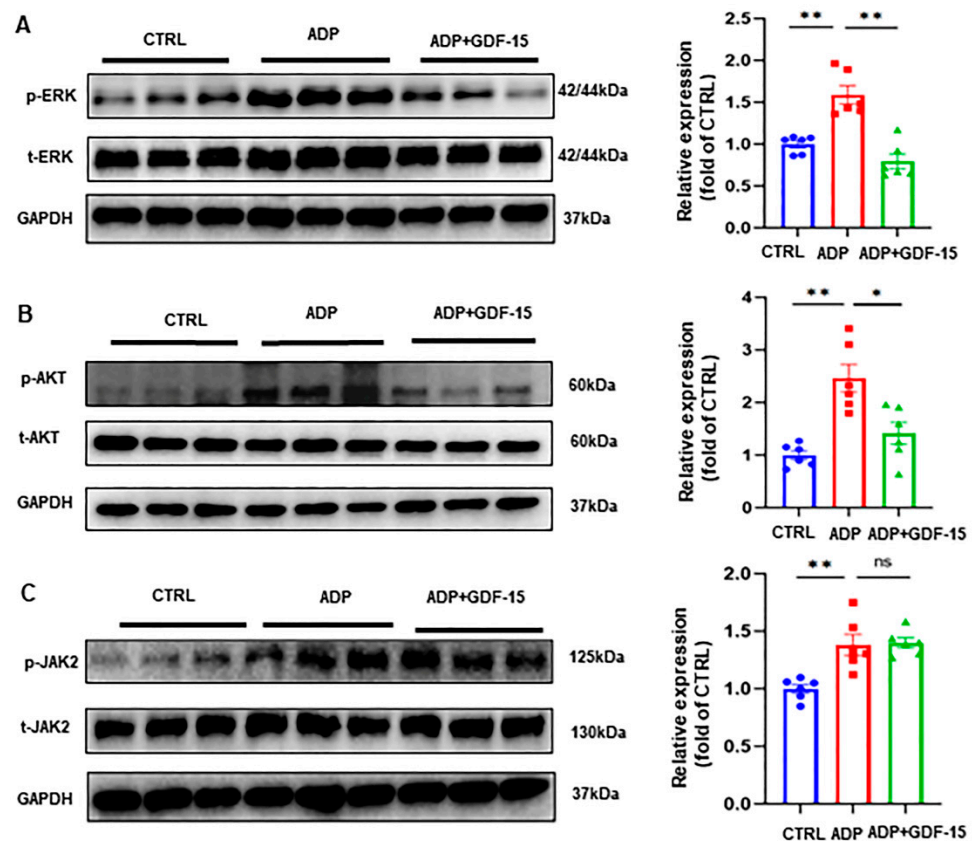 A
CTRL ADP ADP+GDF-15
p-ERK 42/44kDa
t-ERK 42/44kDa
GAPDH 37kDa
** **
Relative expression
(fold of CTRL)
2.5
2.0
1.5
1.0
0.5
0.0
CTRL ADP ADP+GDF-15
B
CTRL ADP ADP+GDF-15
p-AKT 60kDa
t-AKT 60kDa
GAPDH 37kDa
** *
Relative expression
(fold of CTRL)
4
3
2
1
0
CTRL ADP ADP+GDF-15
C
CTRL ADP ADP+GDF-15
p-JAK2 125kDa
t-JAK2 130kDa
GAPDH 37kDa
** ns
Relative expression
(fold of CTRL)
2.0
1.5
1.0
0.5
0.0
CTRL ADP ADP+GDF-15